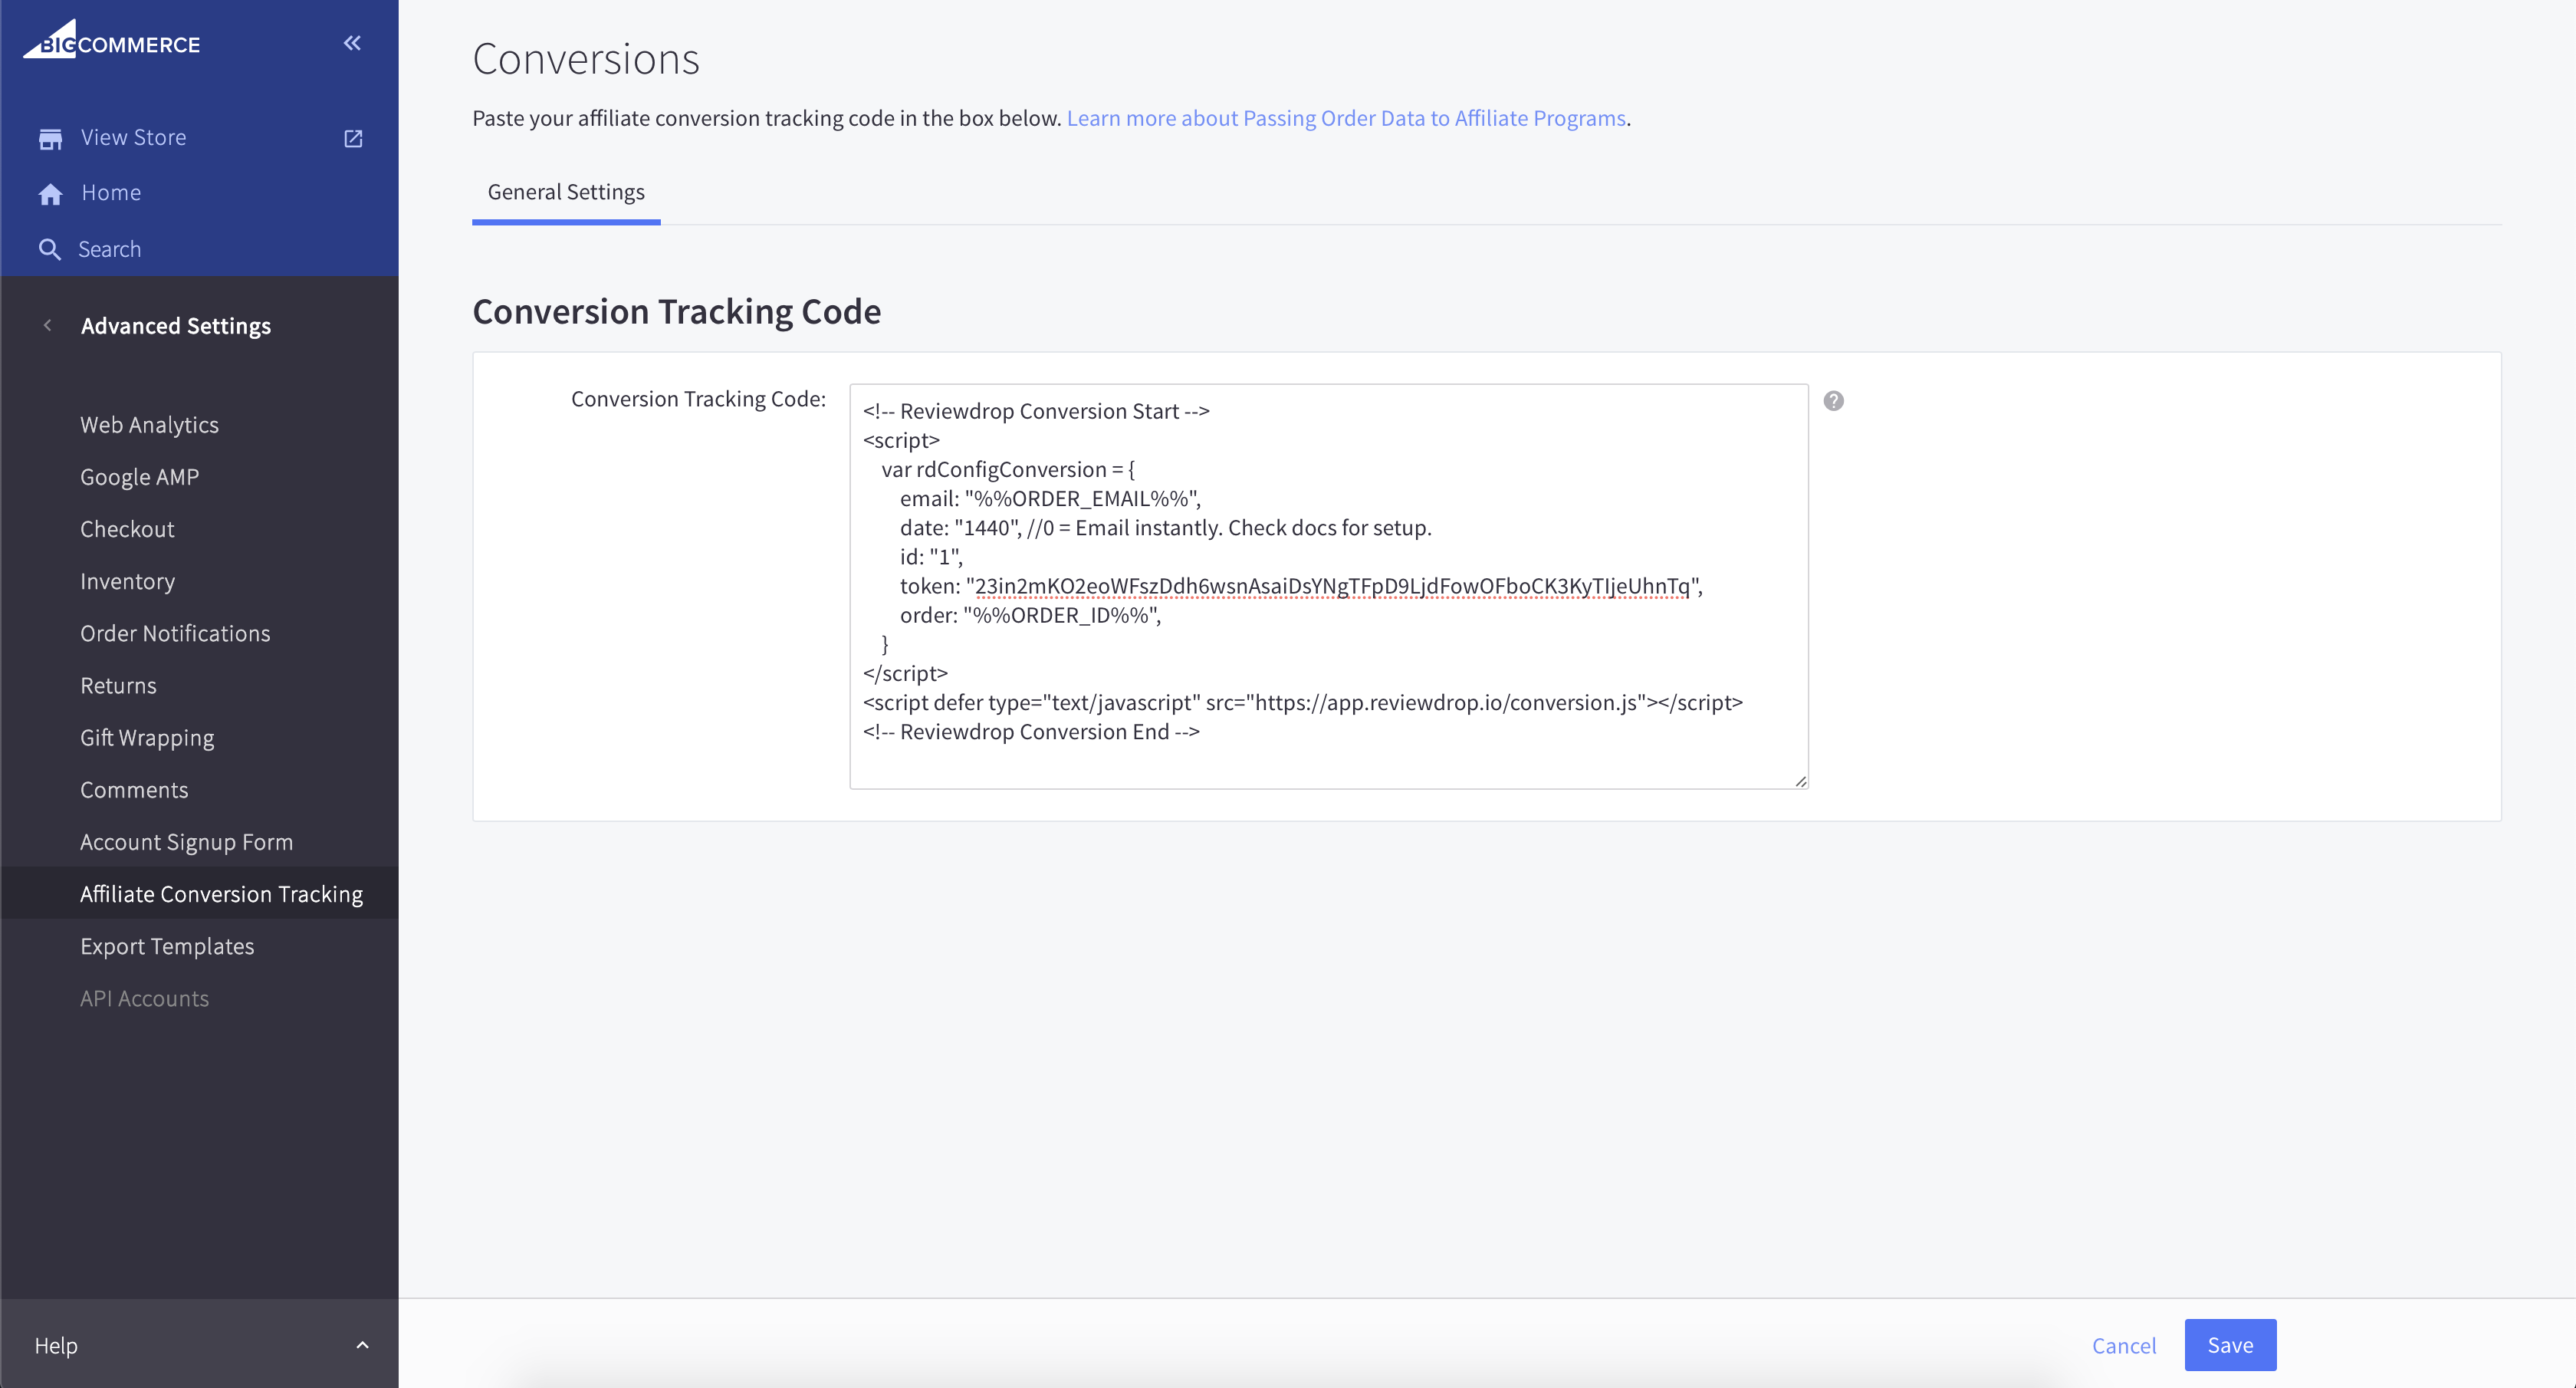 BIGCOMMERCE
View Store
Home
Search
Advanced Settings
Web Analytics
Google AMP
Checkout
Inventory
Order Notifications
Returns
Gift Wrapping
Comments
Account Signup Form
Affiliate Conversion Tracking
Export Templates
API Accounts
Help
Conversions
Paste your affiliate conversion tracking code in the box below. Learn more about Passing Order Data to Affiliate Programs.
General Settings
Conversion Tracking Code
Conversion Tracking Code:
<!-- Reviewdrop Conversion Start -->
<script>
var rdConfigConversion = {
email: "%%ORDER_EMAIL%%",
date: "1440", //0 = Email instantly. Check docs for setup.
id: "1",
token: "23in2mKO2eoWFszDdh6wsnAsaiDsYNgTFpD9LjdFowOFboCK3KyTIjeUhnTq",
order: "%%ORDER_ID%%",
}
</script>
<script defer type="text/javascript" src="https://app.reviewdrop.io/conversion.js"></script>
<!-- Reviewdrop Conversion End -->
?
Cancel
Save